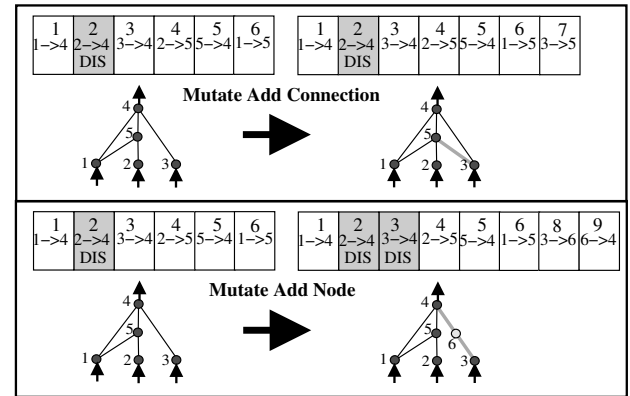 1 2 3 4 5 6 1 2 3 4 5 6 7
1->4 2->4 3->4 2->5 5->4 1->5 1->4 2->4 3->4 2->5 5->4 1->5 3->5
DIS DIS
Mutate Add Connection
4 4
5 5
1 2 3 1 2 3
1 2 3 4 5 6 1 2 3 4 5 6 8 9
1->4 2->4 3->4 2->5 5->4 1->5 1->4 2->4 3->4 2->5 5->4 1->5 3->6 6->4
DIS DIS DIS
Mutate Add Node
4 4
5 5
6
1 2 3 1 2 3